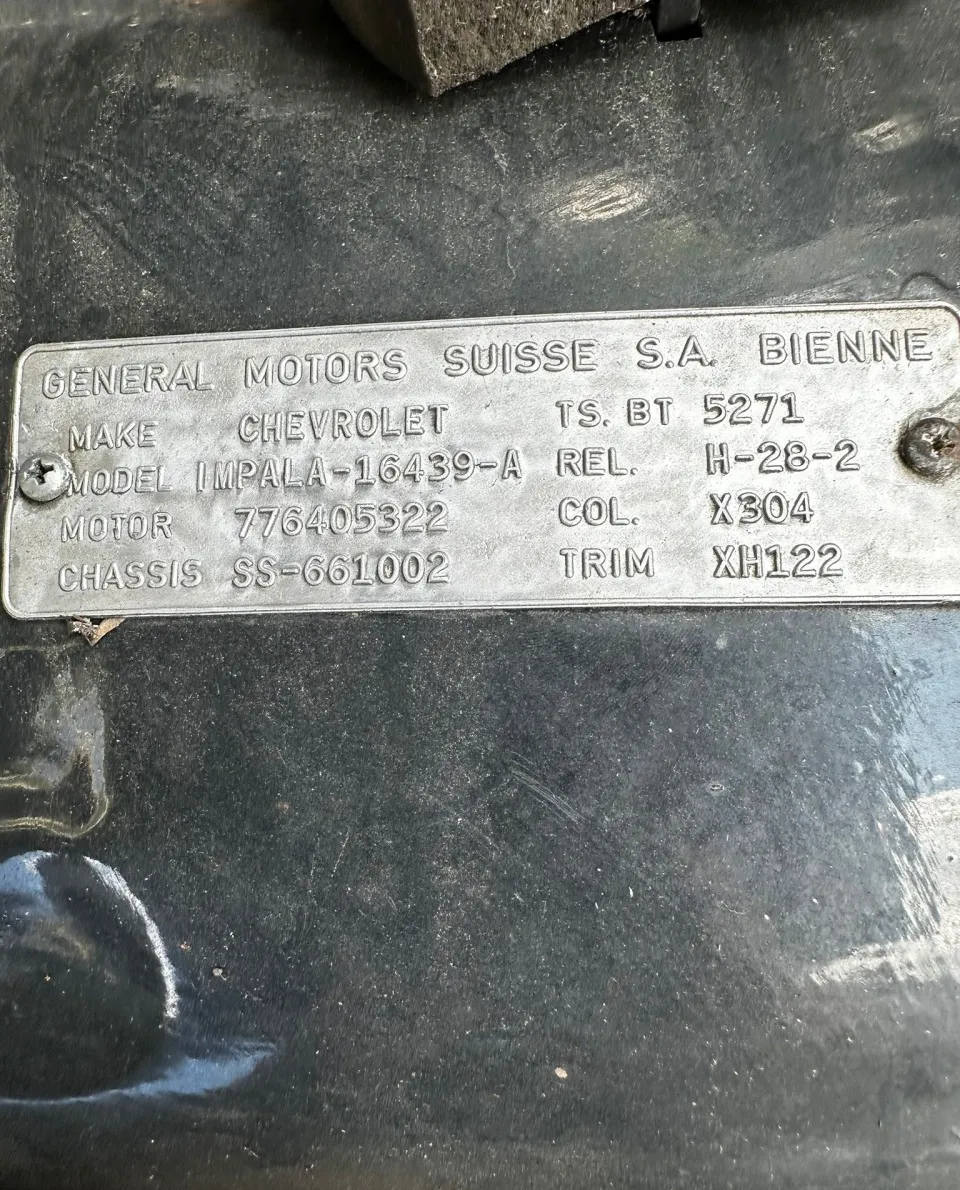 GENERAL MOTORS SUISSE S.A. BIENNE
MAKE CHEVROLET TS. BT 5271
MODEL IMPALA-16439-A REL. H-28-2
MOTOR 776405322 COL. X304
CHASSIS SS-661002 TRIM XH122